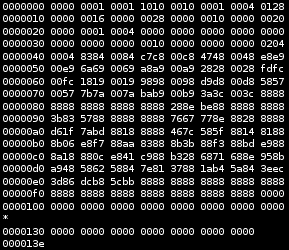 0000000 0000 0001 0001 1010 0010 0001 0004 0128
0000010 0000 0016 0000 0028 0000 0010 0000 0020
0000020 0000 0001 0004 0000 0000 0000 0000 0000
0000030 0000 0000 0000 0010 0000 0000 0000 0204
0000040 0004 8384 0084 c7c8 00c8 4748 0048 e8e9
0000050 00e9 6a69 0069 a8a9 00a9 2828 0028 fdfc
0000060 00fc 1819 0019 9898 0098 d9d8 00d8 5857
0000070 0057 7b7a 007a bab9 00b9 3a3c 003c 8888
0000080 8888 8888 8888 8888 288e be88 8888 8888
0000090 3b83 5788 8888 8888 7667 778e 8828 8888
00000a0 d61f 7abd 8818 8888 467c 585f 8814 8188
00000b0 8b06 e8f7 88aa 8388 8b3b 88f3 88bd e988
00000c0 8a18 880c e841 c988 b328 6871 688e 958b
00000d0 a948 5862 5884 7e81 3788 1ab4 5a84 3eec
00000e0 3d86 dcb8 5cbb 8888 8888 8888 8888 8888
00000f0 8888 8888 8888 8888 8888 8888 8888 0000
0000100 0000 0000 0000 0000 0000 0000 0000 0000
*
0000130 0000 0000 0000 0000 0000 0000 0000
000013e